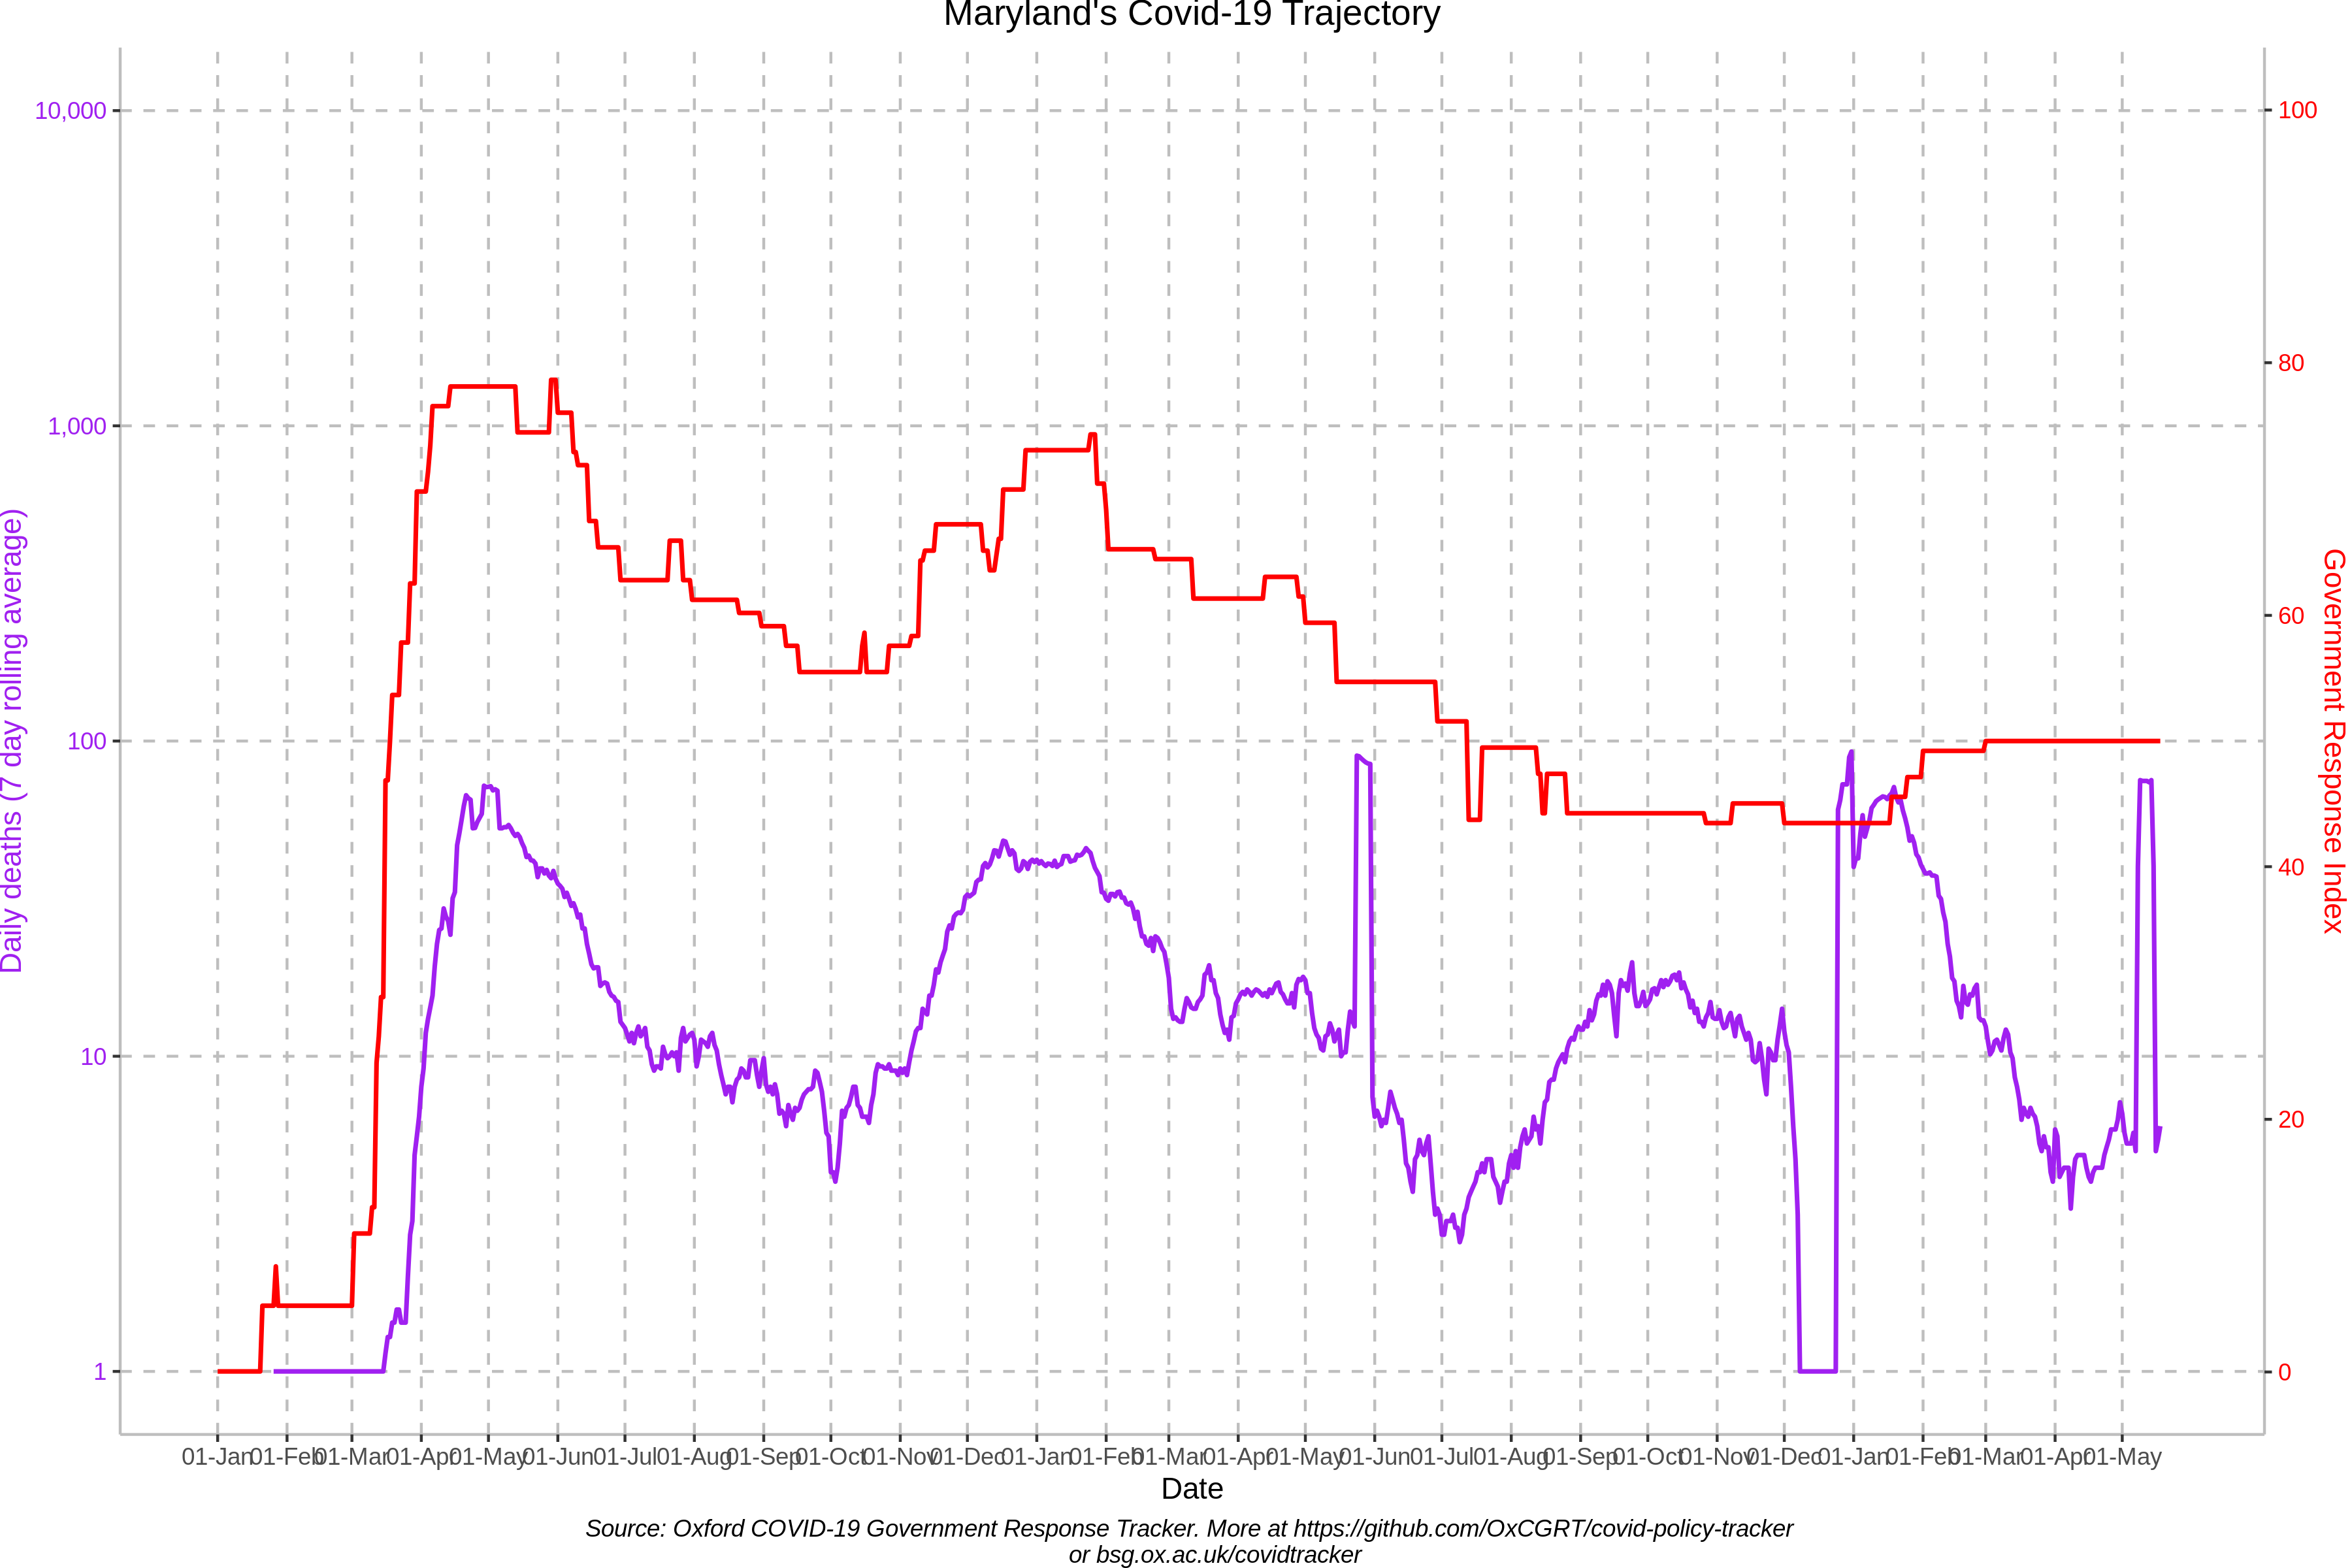 Maryland's Covid-19 Trajectory
10,000
1,000
100
10
1
Daily deaths (7 day rolling average)
100
80
60
40
20
0
Government Response Index
01-Jan 01-Feb 01-Mar 01-Apr 01-May 01-Jun 01-Jul 01-Aug 01-Sep 01-Oct 01-Nov 01-Dec 01-Jan 01-Feb 01-Mar 01-Apr 01-May 01-Jun 01-Jul 01-Aug 01-Sep 01-Oct 01-Nov 01-Dec 01-Jan 01-Feb 01-Mar 01-Apr 01-May
Date
Source: Oxford COVID-19 Government Response Tracker. More at https://github.com/OxCGRT/covid-policy-tracker
or bsg.ox.ac.uk/covidtracker